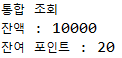 통합 조회
잔액 : 10000
잔여 포인트 : 20